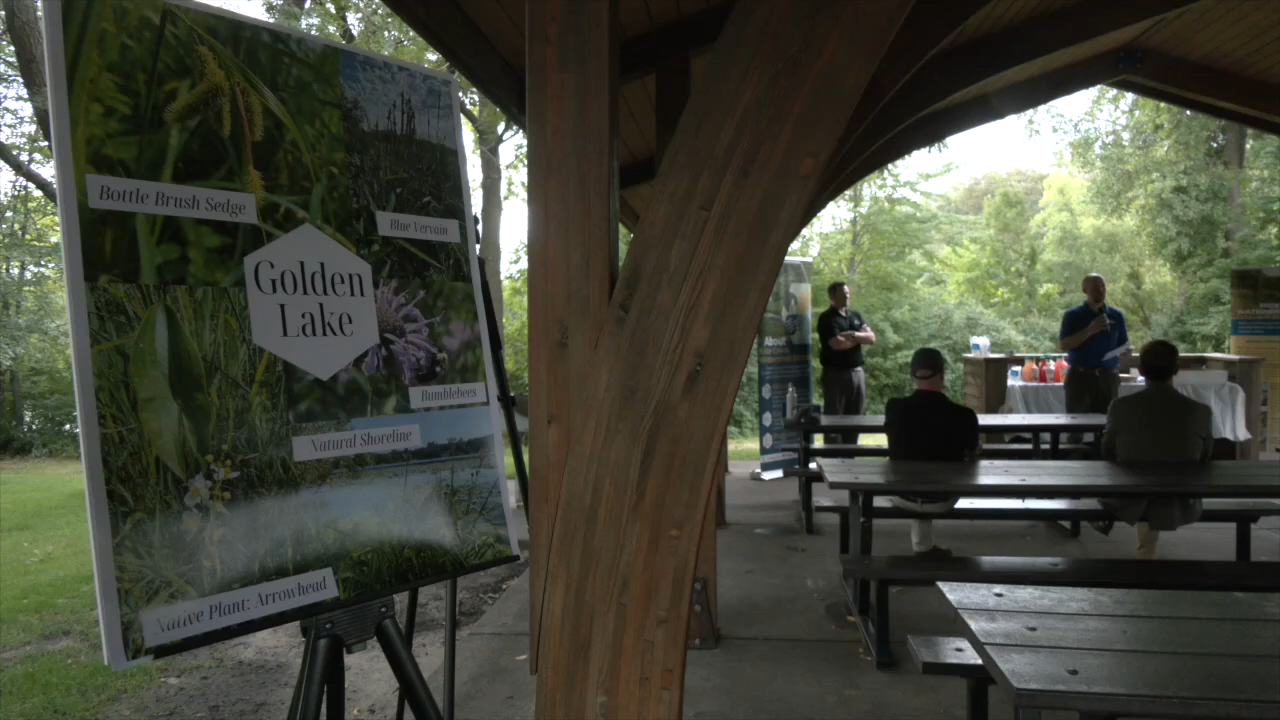 Bottle Brush Sedge
Blue Vervain
Golden
Lake
Bumblebees
Natural Shoreline
Native Plant: Arrowhead
About